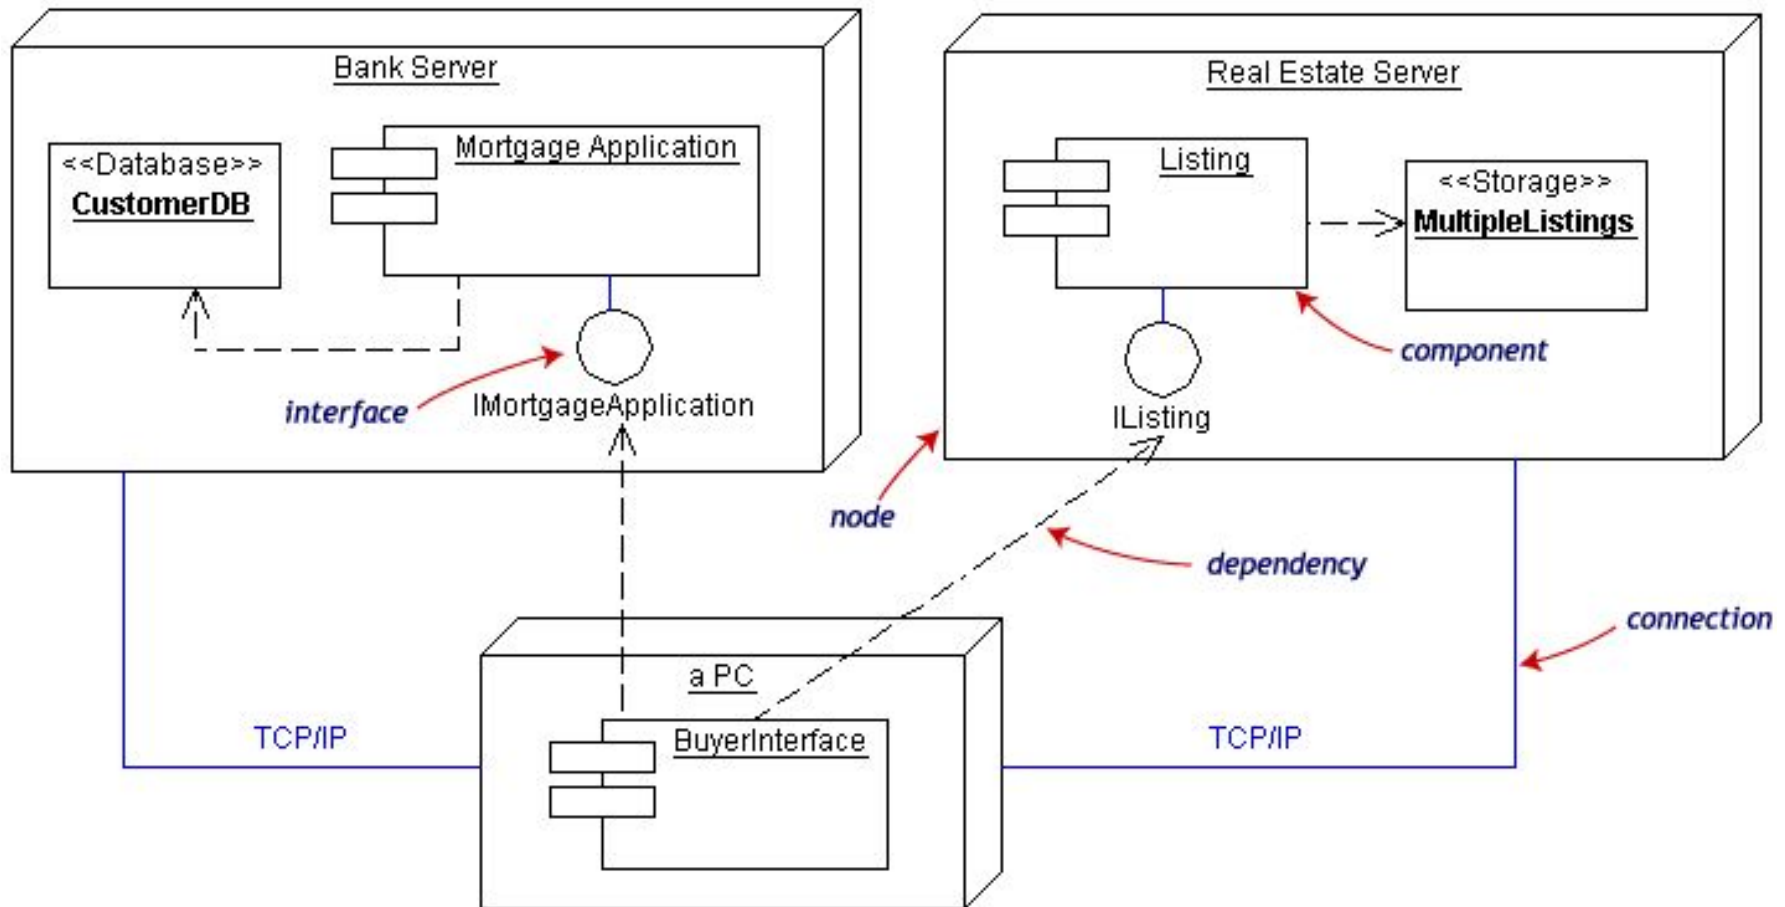 Bank Server
<<Database>>
CustomerDB
Mortgage Application
interface
IMortgageApplication
Real Estate Server
Listing
<<Storage>>
MultipleListings
component
IListing
node
dependency
connection
a PC
BuyerInterface
TCP/IP
TCP/IP